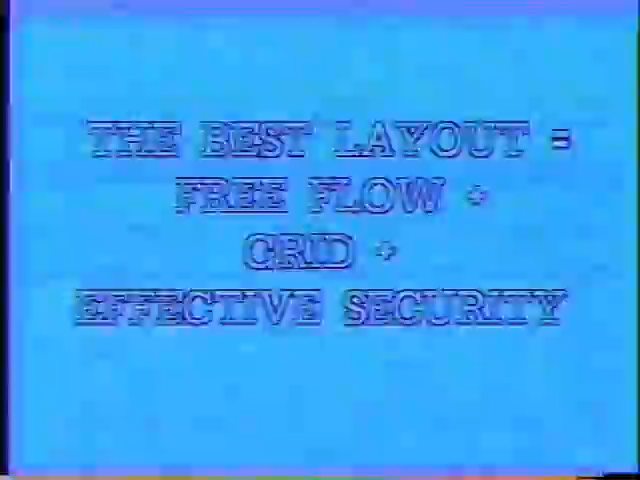 THE BEST LAYOUT =
FREE FLOW +
GRID +
EFFECTIVE SECURITY